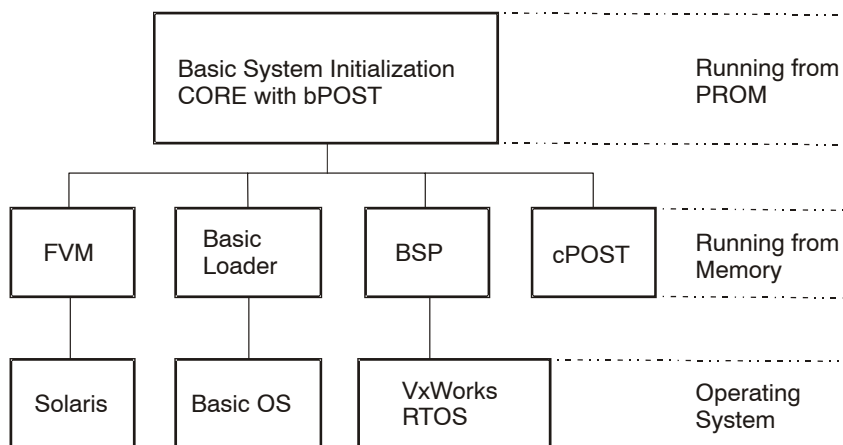 Basic System Initialization
CORE with bPOST
Running from
PROM
FVM
Basic
Loader
BSP
cPOST
Running from
Memory
Solaris
Basic OS
VxWorks
RTOS
Operating
System